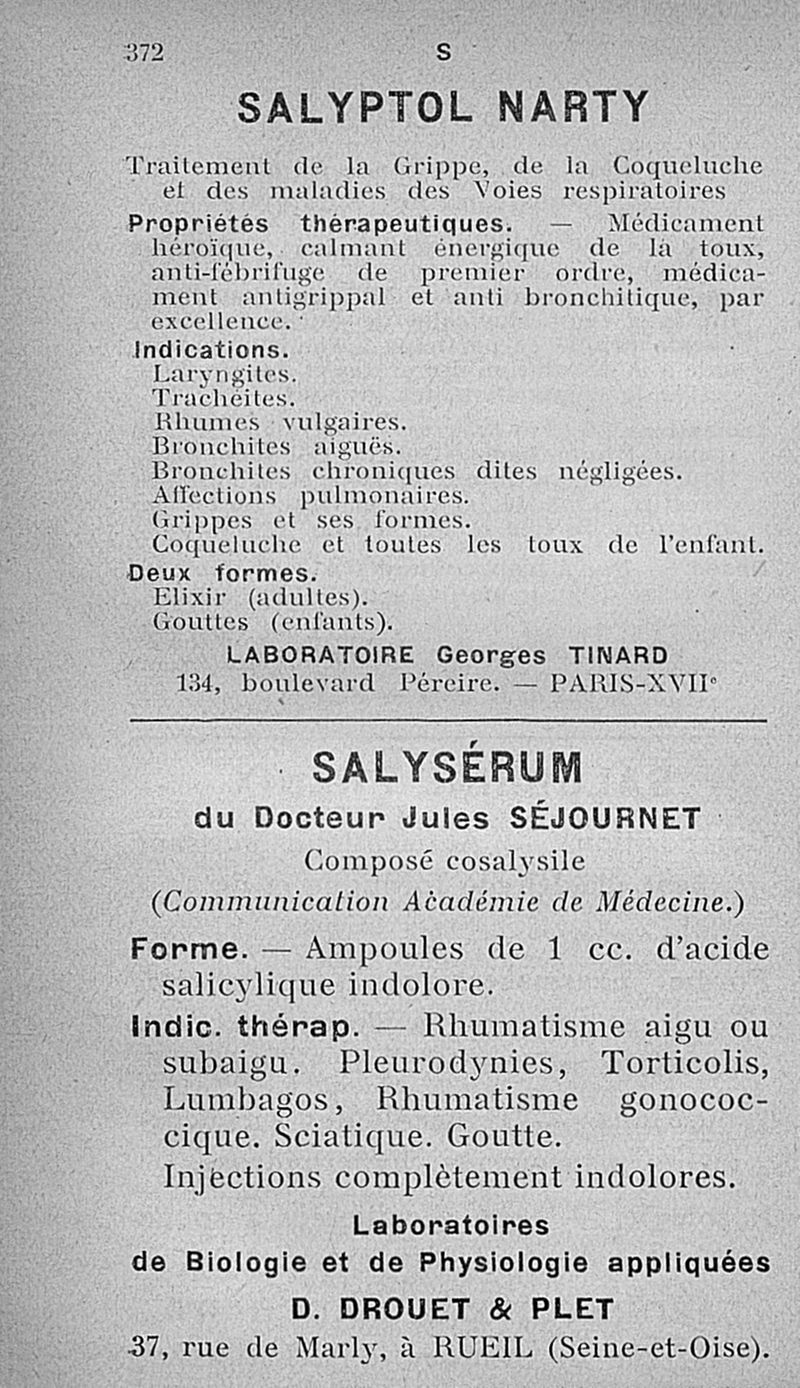 372
S
SALYPTOL NARTY
Traitement de la Grippe, de la Coqueluche
et des maladies des Voies respiratoires
Propriétés thérapeutiques. — Médicament
héroïque, calmant énergique de la toux,
anti-fébrifuge de premier ordre, médica-
ment antigrippal et anti bronchitique, par
excellence.
Indications.
Laryngites.
Trachéites.
Rhumes vulgaires.
Bronchites aiguës.
Bronchites chroniques dites négligées.
Affections pulmonaires.
Grippes et ses formes.
Coqueluche et toutes les toux de l'enfant.
Deux formes.
Elixir (adultes).
Gouttes (enfants).
LABORATOIRE Georges TINARD
134, boulevard Péreire. — PARIS-XVIIe
SALYSÉRUM
du Docteur Jules SÉJOURNET
Composé cosalysile
(Communication Académie de Médecine.)
Forme. — Ampoules de 1 cc. d'acide
salicylique indolore.
Indic. thérap. — Rhumatisme aigu ou
subaigu. Pleurodynies, Torticolis,
Lumbagos, Rhumatisme gonococ-
cique. Sciatique. Goutte.
Injections complètement indolores.
Laboratoires
de Biologie et de Physiologie appliquées
D. DROUET & PLET
37, rue de Marly, à RUEIL (Seine-et-Oise).